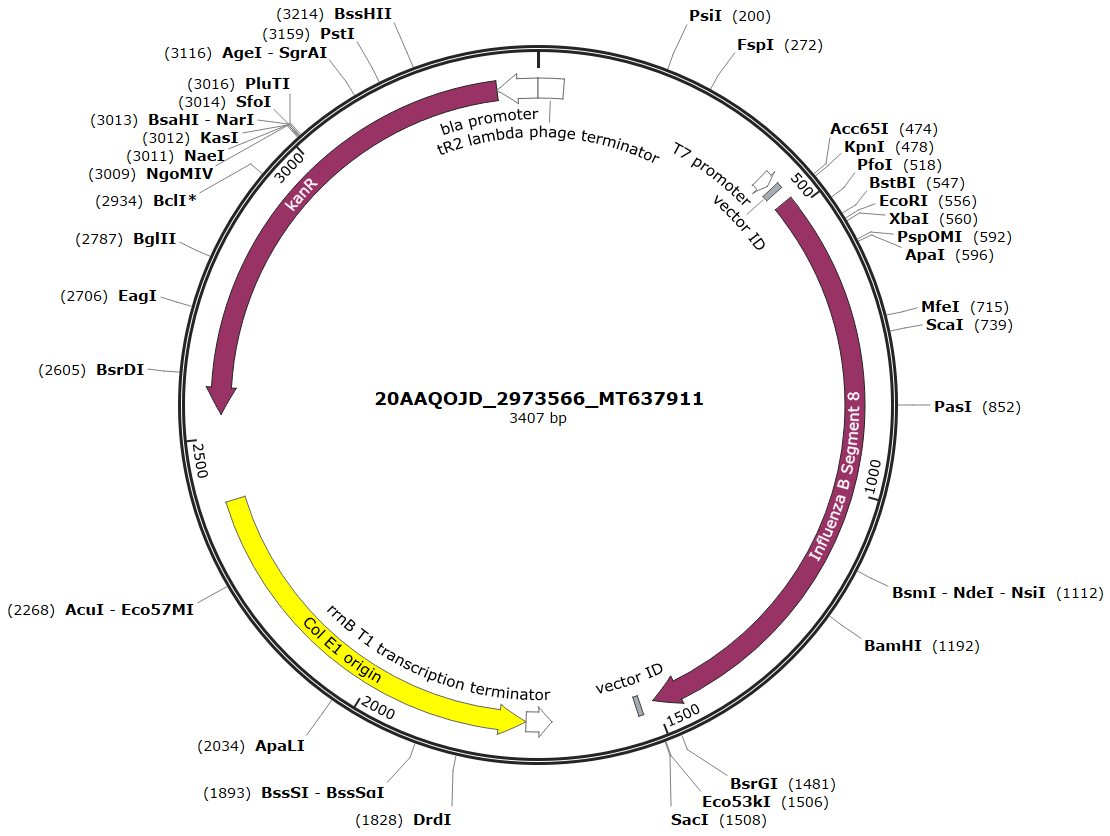 (3214) BssHII
(3159) PstI
(3116) AgeI - SgrAI
(3016) PluTI
(3014) SfoI
(3013) BsaHI - NarI
(3012) KasI
(3011) NaeI
(3009) NgoMIV
(2934) BclI*
(2787) BglII
(2706) EagI
(2605) BsrDI
(2268) AcuI - Eco57MI
(2034) ApaLI
(1893) BssSI - BssSαI
(1828) DrdI
PsiI (200)
FspI (272)
Acc65I (474)
KpnI (478)
PfoI (518)
BstBI (547)
EcoRI (556)
XbaI (560)
PspOMI (592)
ApaI (596)
MfeI (715)
ScaI (739)
PasI (852)
BsmI - NdeI - NsiI (1112)
BamHI (1192)
BsrGI (1481)
Eco53kI (1506)
SacI (1508)
bla promoter
tR2 lambda phage terminator
T7 promoter
vector ID
500
Influenza B Segment 8
1000
1500
vector ID
rrnB T1 transcription terminator
Col E1 origin
2000
2500
kanR
3000
20AAQOJD_2973566_MT637911
3407 bp